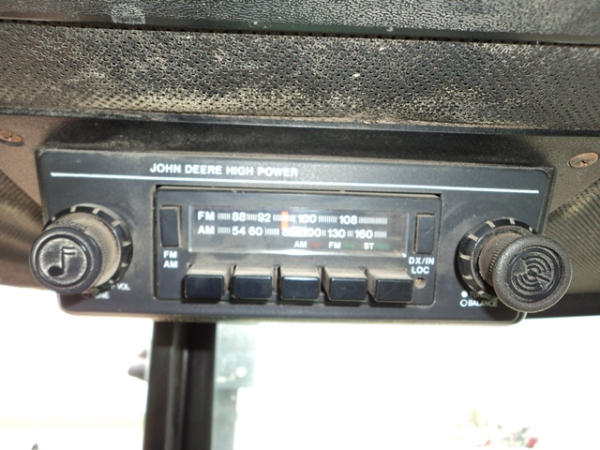 JOHN DEERE HIGH POWER
FM 88 92 100 108
AM 54 60 100 130 160
AM FM ST
FM
AM
DX/IN
LOC
VOL
BALANCE